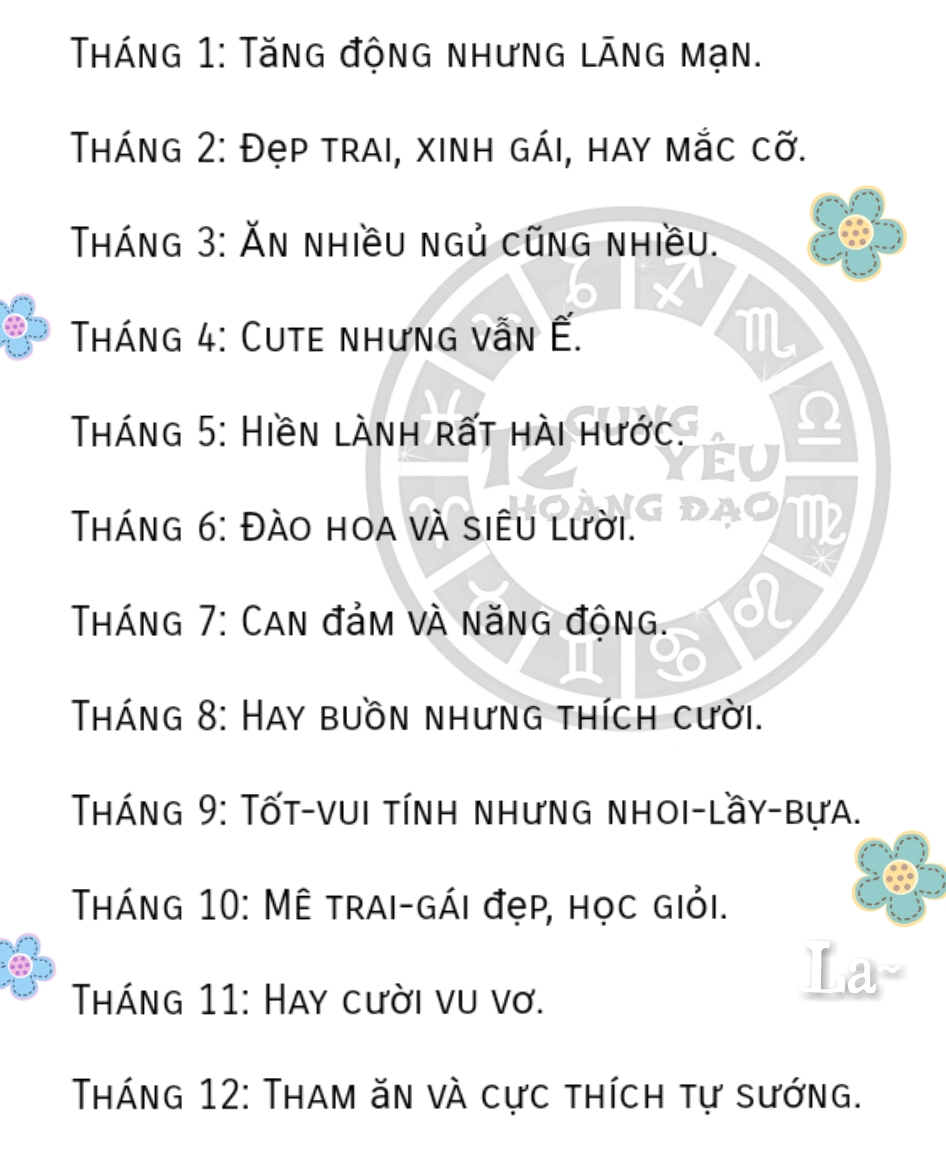 Tháng 1: Tăng động nhưng lãng mạn.
Tháng 2: Đẹp trai, xinh gái, hay mắc cỡ.
Tháng 3: Ăn nhiều ngủ cũng nhiều.
Tháng 4: Cute nhưng vẫn Ế.
Tháng 5: Hiền lành rất hài hước.
CUNG
12 YÊU
HOÀNG ĐẠO
Tháng 6: Đào hoa và siêu lười.
Tháng 7: Can đảm và năng động.
Tháng 8: Hay buồn nhưng thích cười.
Tháng 9: Tốt-vui tính nhưng nhoi-lầy-bựa.
Tháng 10: Mê trai-gái đẹp, học giỏi.
La~
Tháng 11: Hay cười vu vơ.
Tháng 12: Tham ăn và cực thích tự sướng.